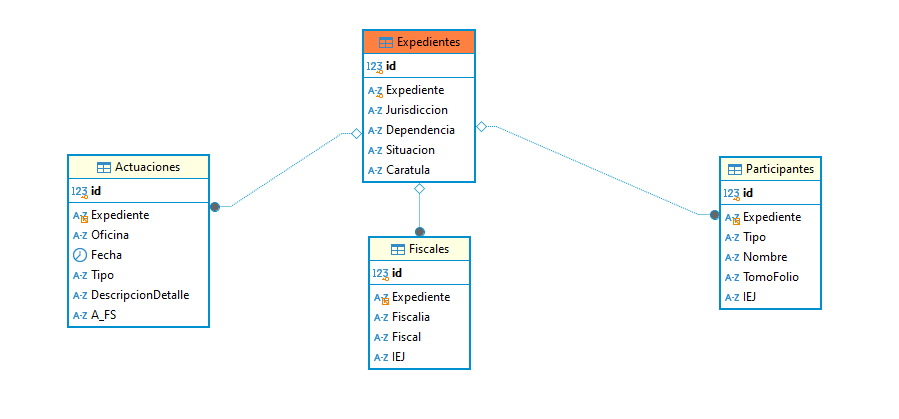 Expedientes
123 id
A-Z Expediente
A-Z Jurisdiccion
A-Z Dependencia
A-Z Situacion
A-Z Caratula
Actuaciones
123 id
A-Z Expediente
A-Z Oficina
Fecha
A-Z Tipo
A-Z DescripcionDetalle
A-Z A_FS
Fiscales
123 id
A-Z Expediente
A-Z Fiscalia
A-Z Fiscal
A-Z IEJ
Participantes
123 id
A-Z Expediente
A-Z Tipo
A-Z Nombre
A-Z TomoFolio
A-Z IEJ